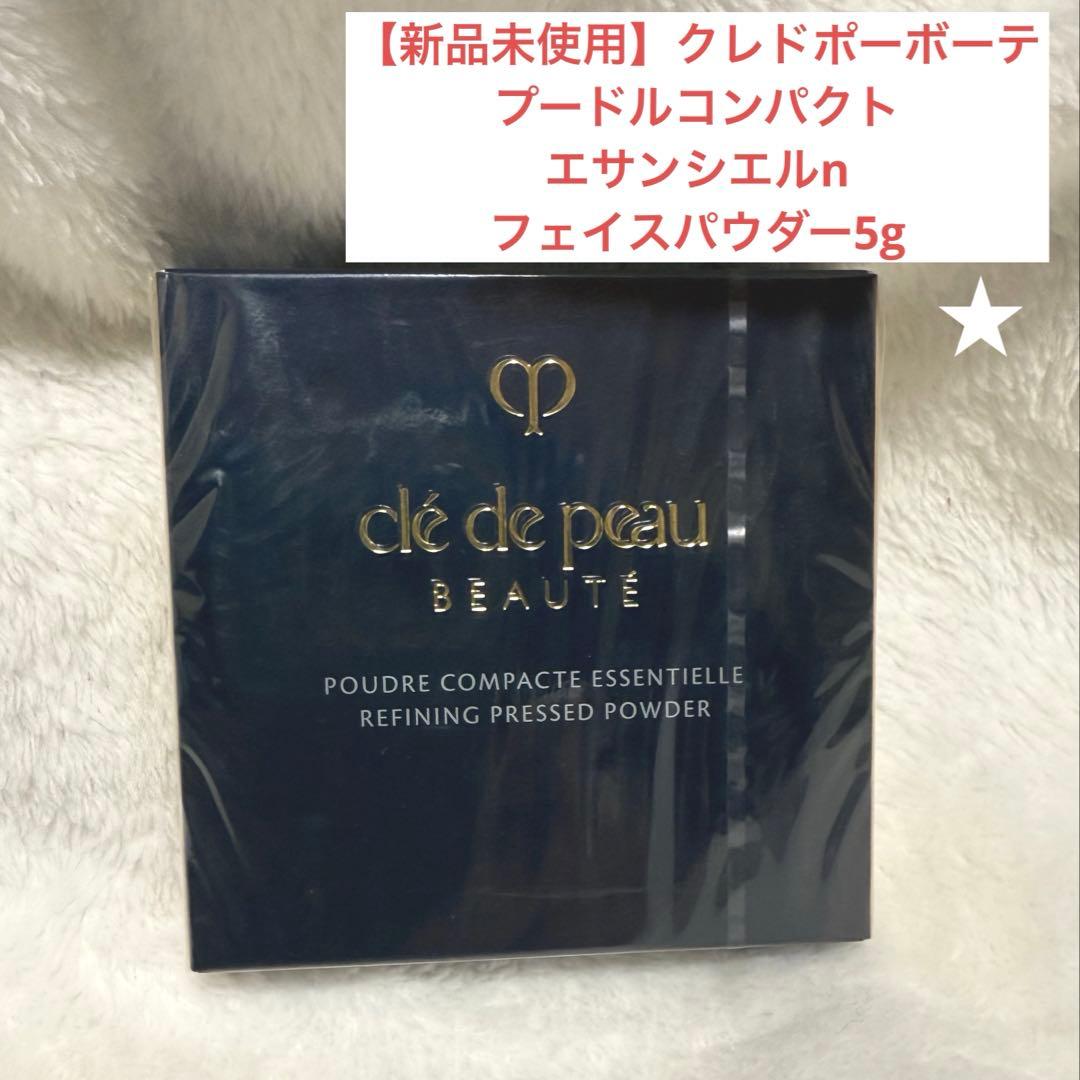 【新品未使用】クレドポーボーテ
プードルコンパクト
エサンシエルn
フェイスパウダー5g
clé de peau
BEAUTÉ
POUDRE COMPACTE ESSENTIELLE
REFINING PRESSED POWDER